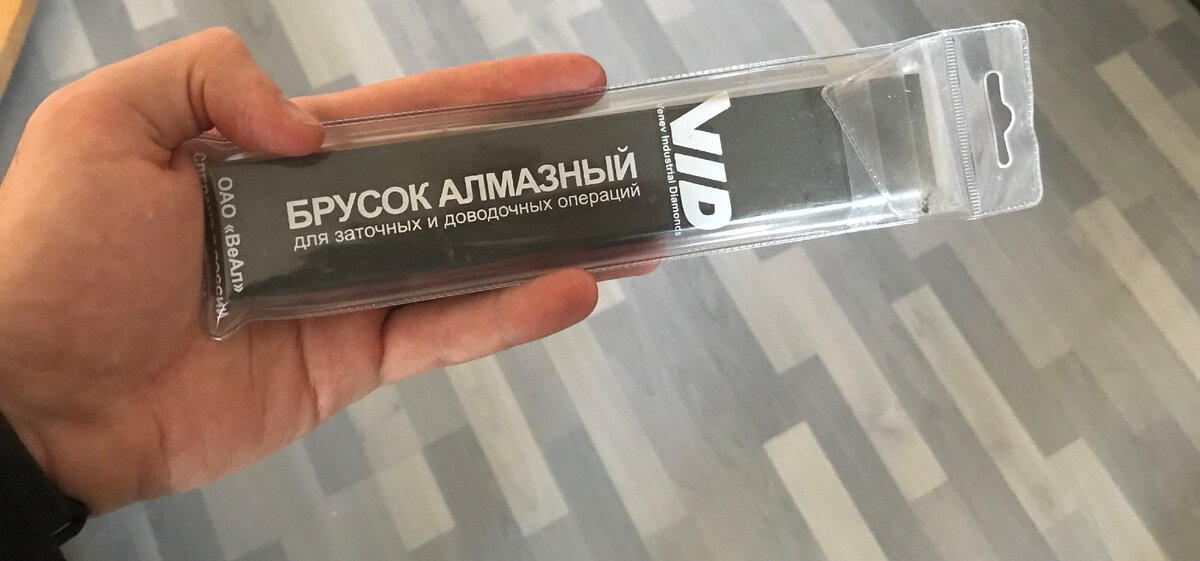 БРУСОК АЛМАЗНЫЙ
для заточных и доводочных операций
VID
Venev Industrial Diamonds
ОАО «ВеАл»